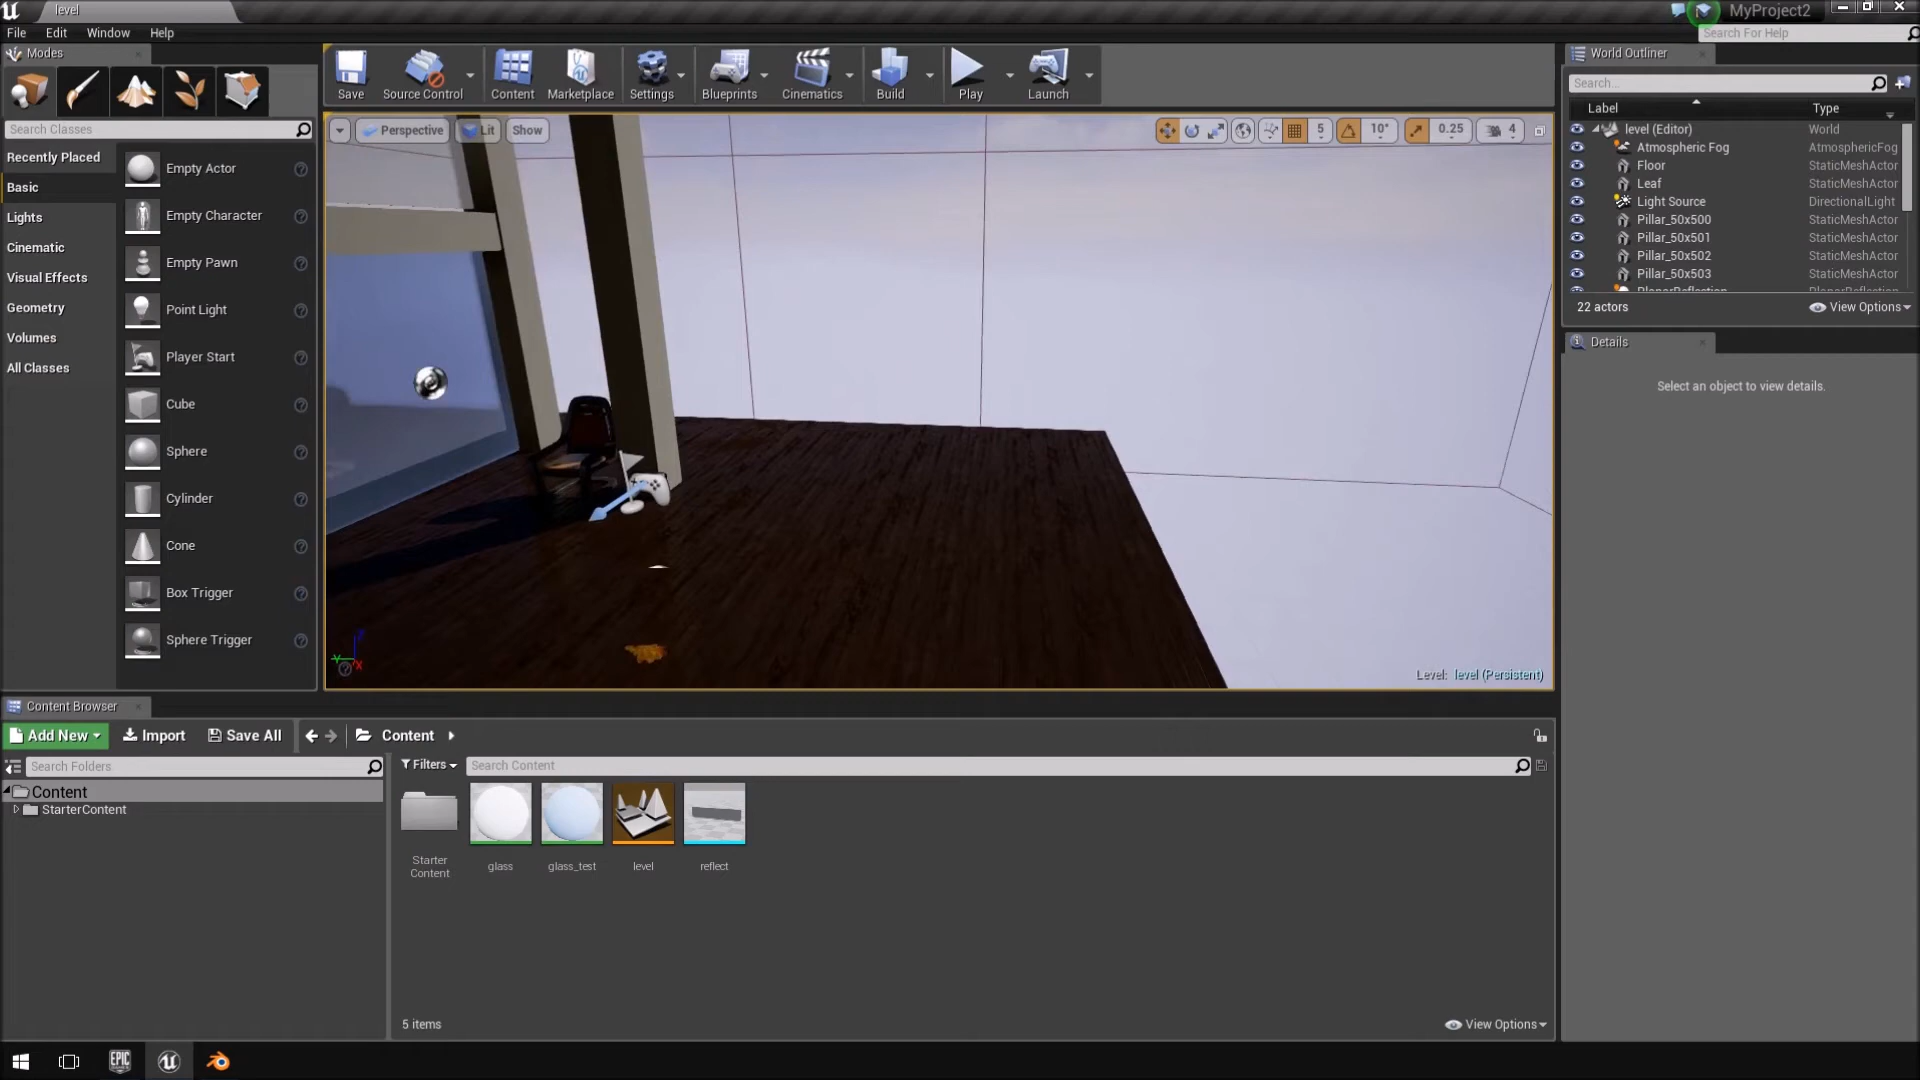 level
MyProject2
File Edit Window Help
Search For Help
Modes
Search Classes
Recently Placed
Basic
Lights
Cinematic
Visual Effects
Geometry
Volumes
All Classes
Empty Actor
Empty Character
Empty Pawn
Point Light
Player Start
Cube
Sphere
Cylinder
Cone
Box Trigger
Sphere Trigger
Save Source Control Content Marketplace Settings Blueprints Cinematics Build Play Launch
Perspective Lit Show
5 10° 0.25 4
Level: level (Persistent)
World Outliner
Search...
Label Type
level (Editor) World
Atmospheric Fog AtmosphericFog
Floor StaticMeshActor
Leaf StaticMeshActor
Light Source DirectionalLight
Pillar_50x500 StaticMeshActor
Pillar_50x501 StaticMeshActor
Pillar_50x502 StaticMeshActor
Pillar_50x503 StaticMeshActor
PlanarReflection PlanarReflection
22 actors View Options
Details
Select an object to view details.
Content Browser
Add New Import Save All Content
Search Folders
Content
StarterContent
Filters Search Content
Starter
Content
glass
glass_test
level
reflect
5 items View Options
EPIC
GAMES